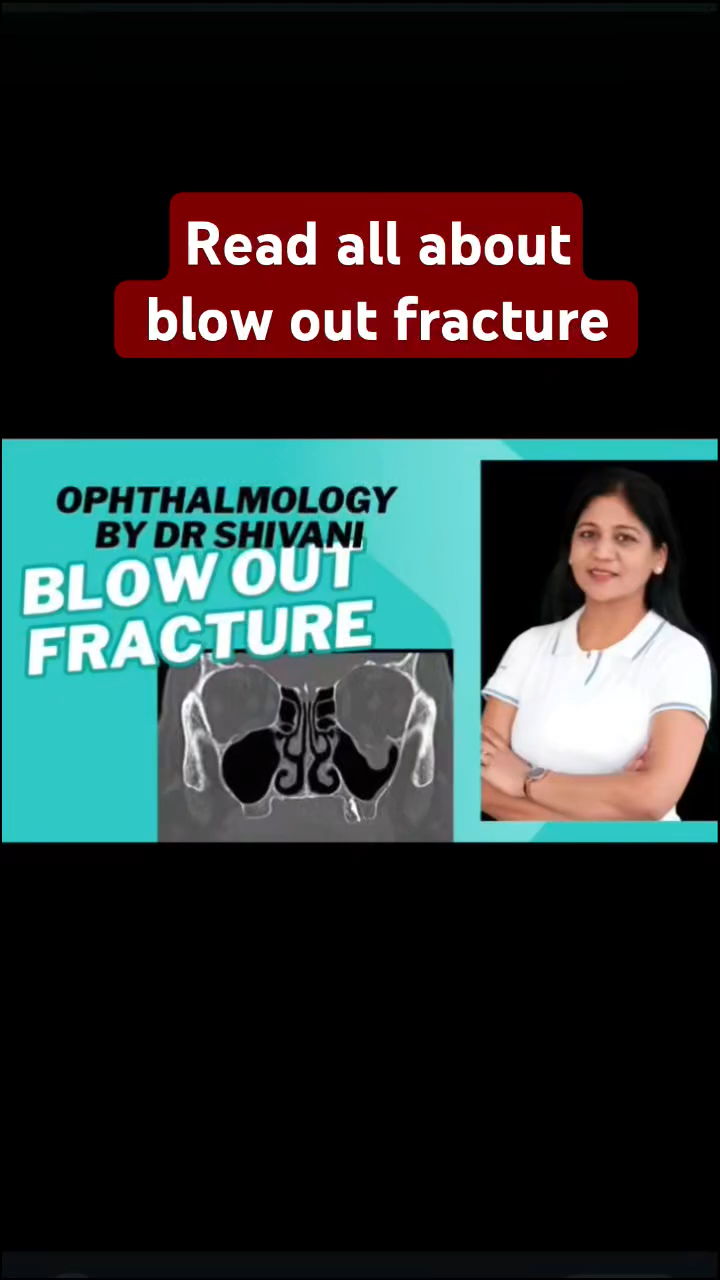 Read all about
blow out fracture
OPHTHALMOLOGY
BY DR SHIVANI
BLOW OUT
FRACTURE